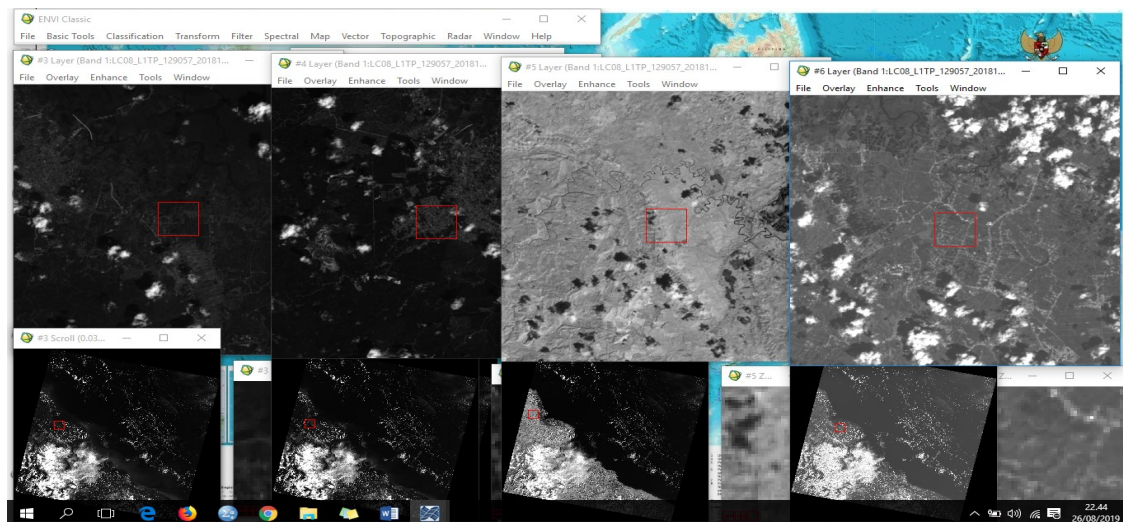 ENVI Classic
File Basic Tools Classification Transform Filter Spectral Map Vector Topographic Radar Window Help
#3 Layer (Band 1:LC08_L1TP_129057_20181...
File Overlay Enhance Tools Window
#4 Layer (Band 1:LC08_L1TP_129057_20181...
File Overlay Enhance Tools Window
#5 Layer (Band 1:LC08_L1TP_129057_20181...
File Overlay Enhance Tools Window
#6 Layer (Band 1:LC08_L1TP_129057_20181...
File Overlay Enhance Tools Window
#3 Scroll (0.03...
#3
#5 Z...
Z...
22.44
26/08/2019